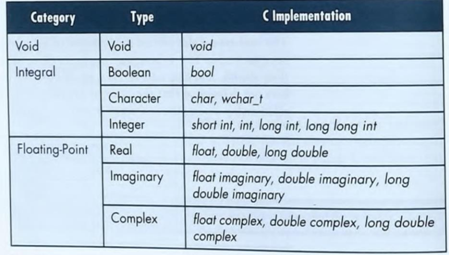 Category Type C Implementation
Void Void void
Integral Boolean bool
Character char, wchar_t
Integer short int, int, long int, long long int
Floating-Point Real float, double, long double
Imaginary float imaginary, double imaginary, long
double imaginary
Complex float complex, double complex, long double
complex